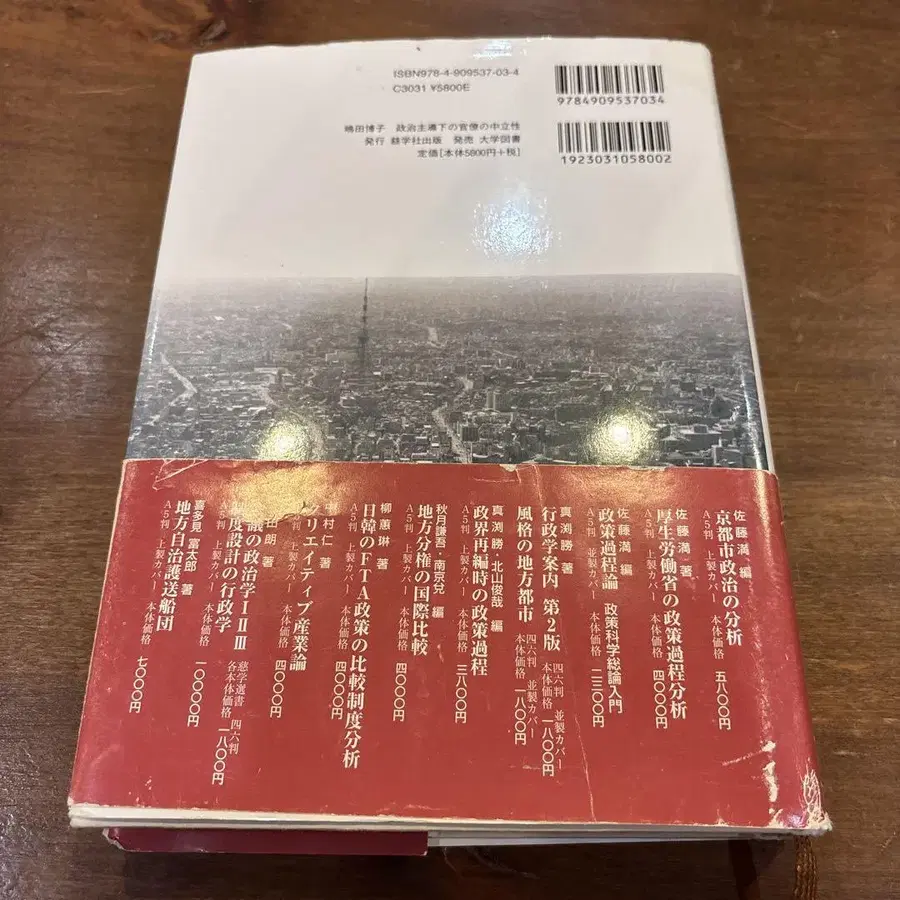 ISBN978-4-909537-03-4
C3031 ¥5800E
9784909537034
嶋田博子　政治主導下の官僚の中立性
発行 慈学社出版　発売 大学図書
定価[本体5800円+税]
1923031058002
佐藤満 編
京都市政治の分析
A5判 上製カバー 本体価格 五八〇〇円
佐藤満 著
厚生労働省の政策過程分析
A5判 上製カバー 本体価格 四〇〇〇円
佐藤満 編
政策過程論 政策科学総論入門
A5判 並製カバー 本体価格 二三〇〇円
真渕勝 著
行政学案内 第2版
四六判 並製カバー 本体価格 一八〇〇円
風格の地方都市
四六判 並製カバー 本体価格 一八〇〇円
真渕勝・北山俊哉 編
政界再編時の政策過程
A5判 上製カバー 本体価格 三八〇〇円
秋月謙吾・南京兌 編
地方分権の国際比較
A5判 上製カバー 本体価格 四〇〇〇円
柳蕙琳 著
日韓のFTA政策の比較制度分析
A5判 上製カバー 本体価格 四〇〇〇円
村仁 著
クリエイティブ産業論
上製カバー 本体価格 四〇〇〇円
田 朗 著
議の政治学ⅠⅡⅢ
慈学選書 四六判 各本体価格 一八〇〇円
度設計の行政学
A5判 上製カバー 本体価格 一〇〇〇〇円
喜多見富太郎 著
地方自治護送船団
A5判 上製カバー 本体価格 七〇〇〇円